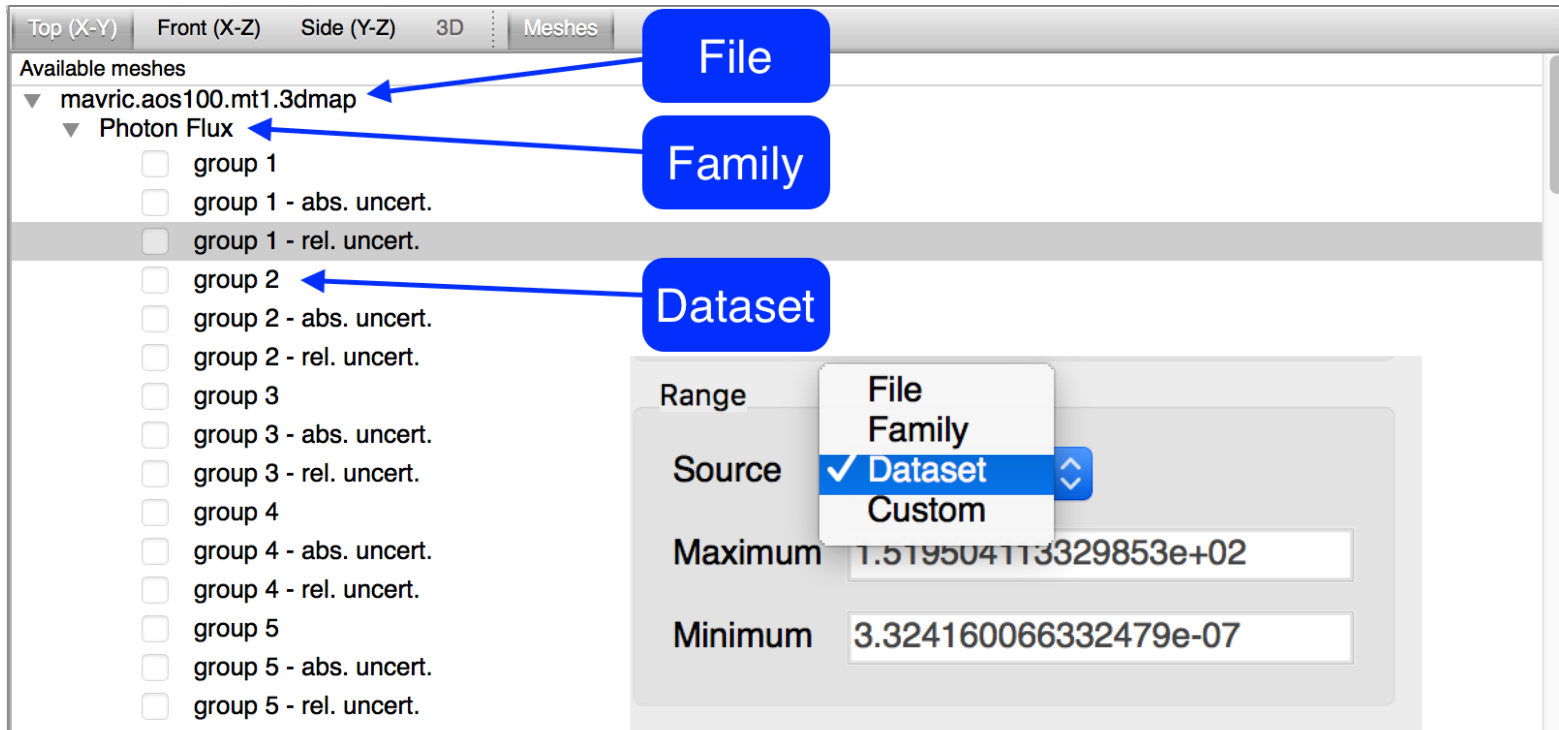 Top (X-Y) Front (X-Z) Side (Y-Z) 3D Meshes
File
Available meshes
mavric.aos100.mt1.3dmap
Photon Flux
Family
group 1
group 1 - abs. uncert.
group 1 - rel. uncert.
group 2
Dataset
group 2 - abs. uncert.
group 2 - rel. uncert.
group 3
group 3 - abs. uncert.
group 3 - rel. uncert.
group 4
group 4 - abs. uncert.
group 4 - rel. uncert.
group 5
group 5 - abs. uncert.
group 5 - rel. uncert.
Range
File
Family
Source Dataset
Custom
Maximum 1.519504113329853e+02
Minimum 3.324160066332479e-07